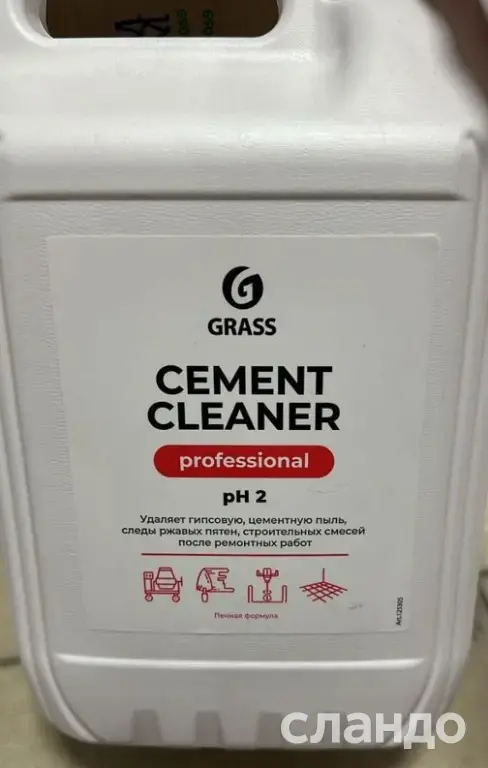 GRASS
CEMENT
CLEANER
professional
pH 2
Удаляет гипсовую, цементную пыль,
следы ржавых пятен, строительных смесей
после ремонтных работ
Пенная формула
сландо